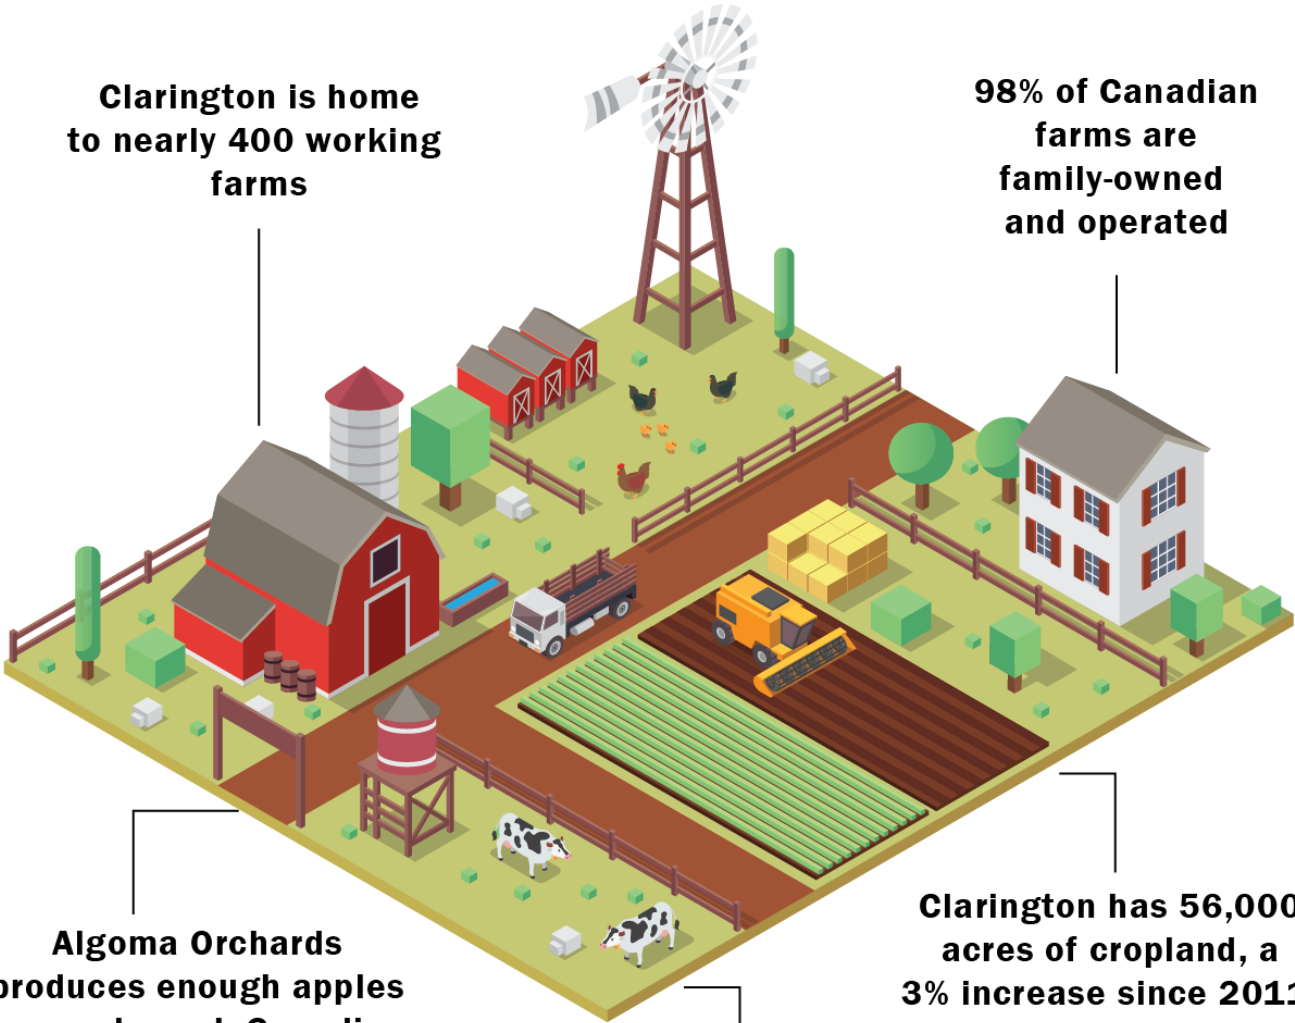 Clarington is home
to nearly 400 working
farms
98% of Canadian
farms are
family-owned
and operated
Algoma Orchards
produces enough apples
Clarington has 56,000
acres of cropland, a
3% increase since 2011